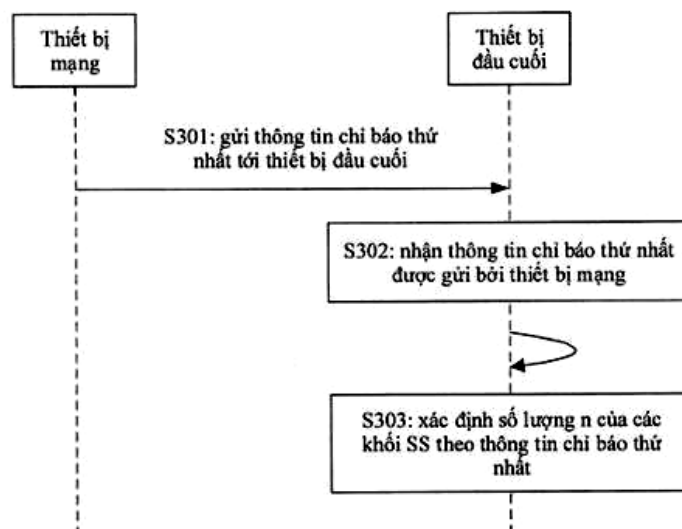 Thiết bị
mạng
Thiết bị
đầu cuối
S301: gửi thông tin chỉ báo thứ
nhất tới thiết bị đầu cuối
S302: nhận thông tin chỉ báo thứ nhất
được gửi bởi thiết bị mạng
S303: xác định số lượng n của các
khối SS theo thông tin chỉ báo thứ
nhất